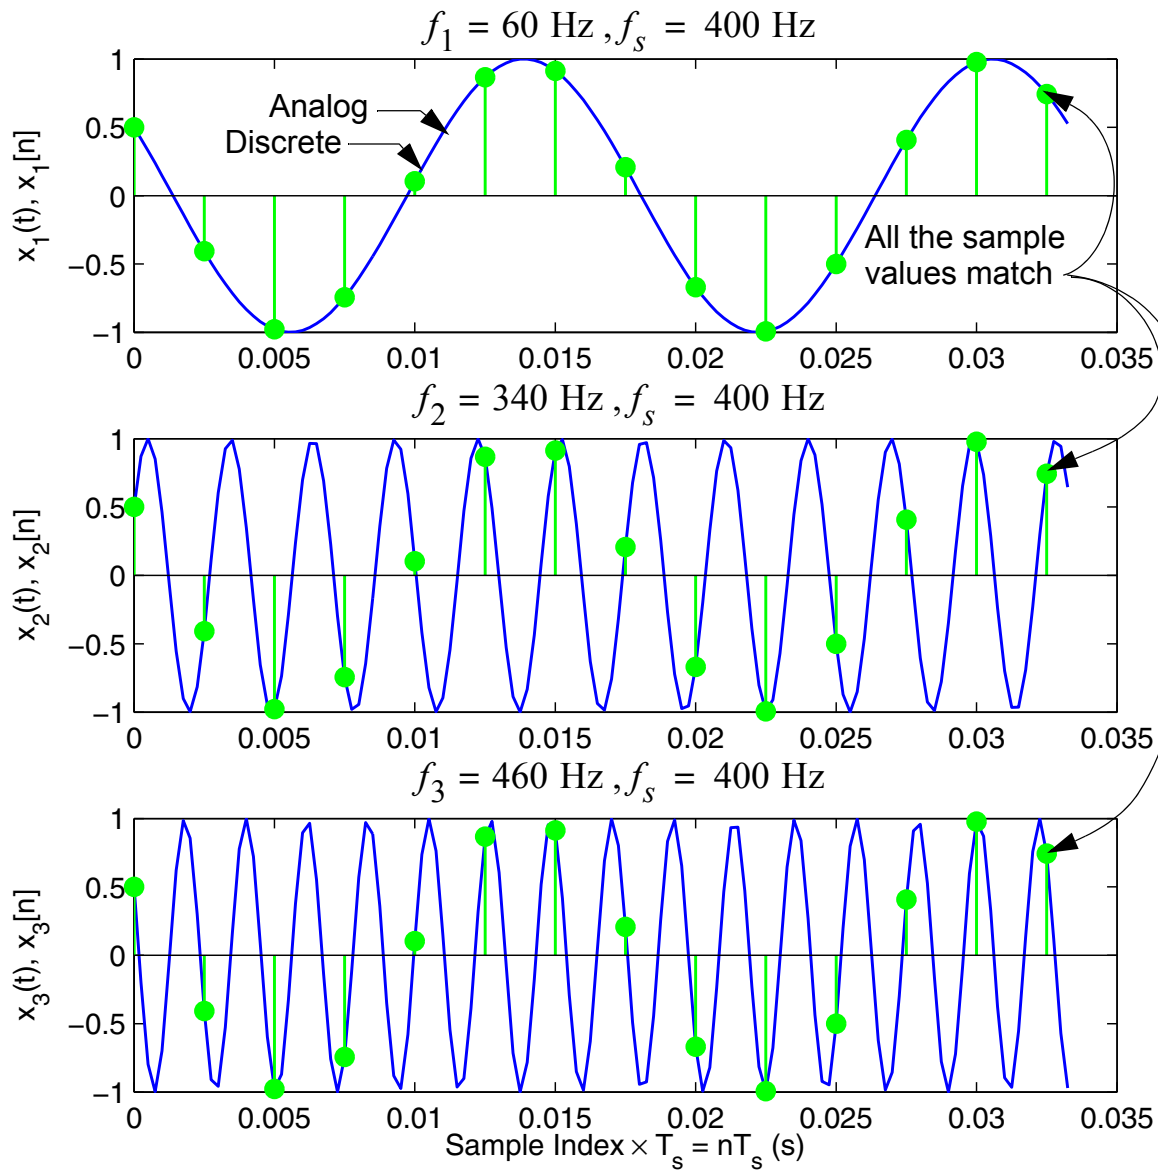 f1 = 60 Hz , fs = 400 Hz
1
0.5
0
−0.5
−1
x1(t), x1[n]
Analog
Discrete
All the sample
values match
0 0.005 0.01 0.015 0.02 0.025 0.03 0.035
f2 = 340 Hz , fs = 400 Hz
1
0.5
0
−0.5
−1
x2(t), x2[n]
0 0.005 0.01 0.015 0.02 0.025 0.03 0.035
f3 = 460 Hz , fs = 400 Hz
1
0.5
0
−0.5
−1
x3(t), x3[n]
0 0.005 0.01 0.015 0.02 0.025 0.03 0.035
Sample Index × Ts = nTs (s)